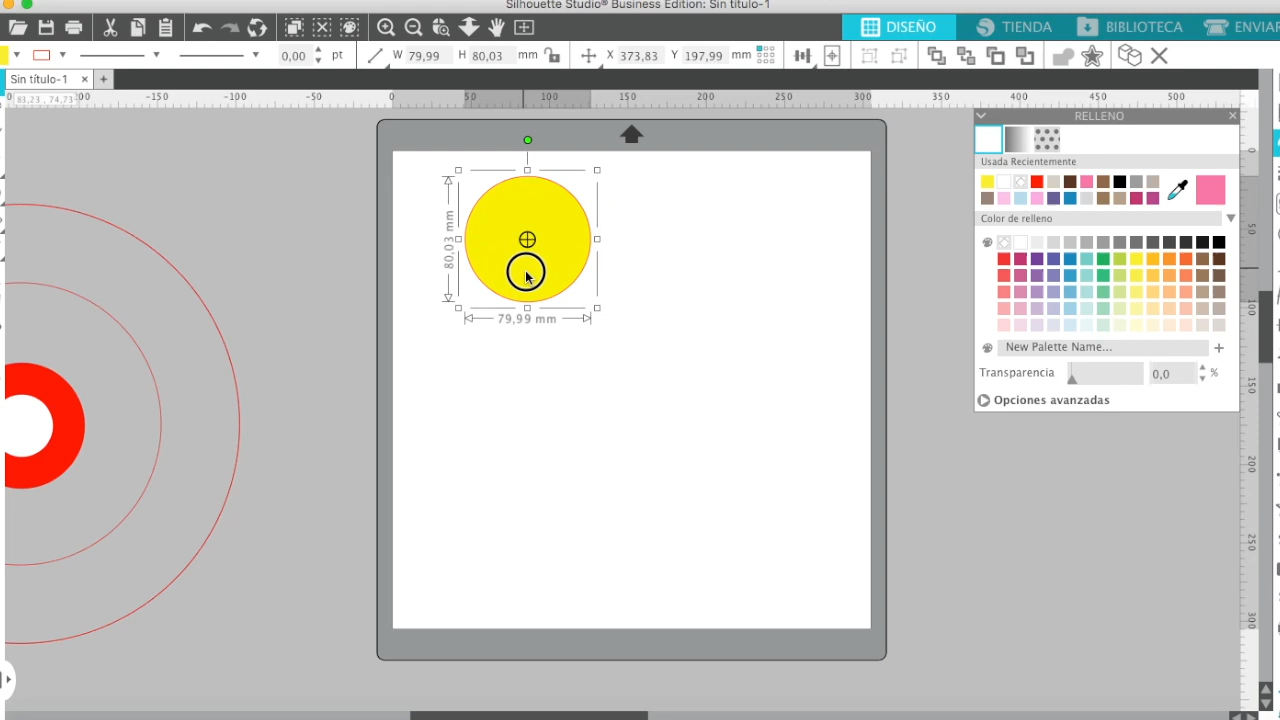 Silhouette Studio® Business Edition: Sin título-1
DISEÑO TIENDA BIBLIOTECA ENVIAR
0,00 pt W 79,99 H 80,03 mm X 373,83 Y 197,99 mm
Sin título-1
83,23 , 74,73
-150 -100 -50 0 50 100 150 200 250 300 350 400 450 500
RELLENO
Usada Recientemente
Color de relleno
New Palette Name...
Transparencia 0,0 %
Opciones avanzadas
80,03 mm
79,99 mm
0
50
100
150
200
250
300